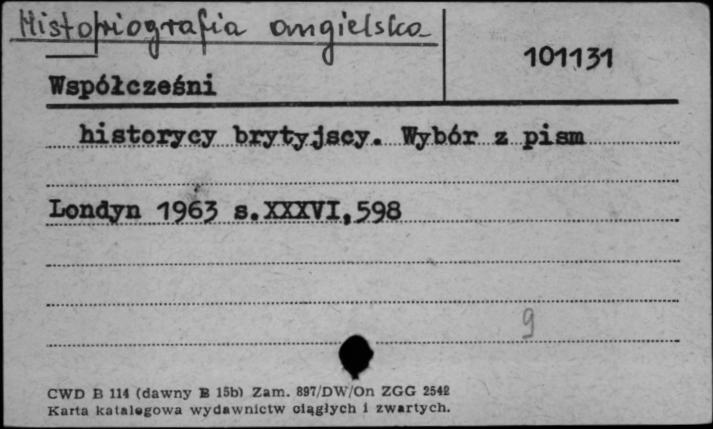 Historiografia angielska
101131
Współcześni
historycy brytyjscy. Wybór z pism
Londyn 1963 s.XXXVI,598
9
CWD B 114 (dawny B 15b) Zam. 897/DW/On ZGG 2542
Karta katalogowa wydawnictw ciągłych i zwartych.